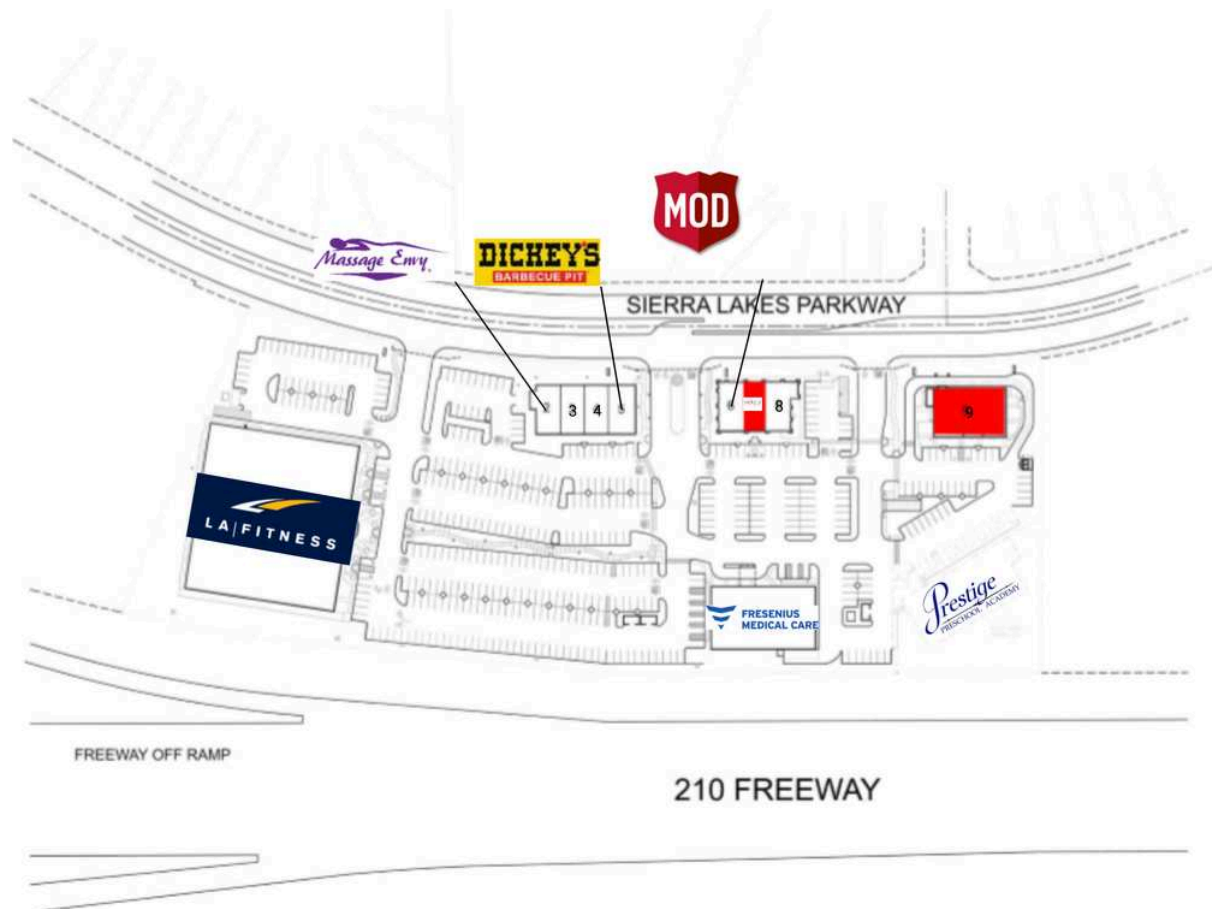 MOD
Massage Envy
DICKEY'S
BARBECUE PIT
SIERRA LAKES PARKWAY
3
4
8
9
LA|FITNESS
Prestige
PRESCHOOL ACADEMY
FRESENIUS
MEDICAL CARE
FREEWAY OFF RAMP
210 FREEWAY